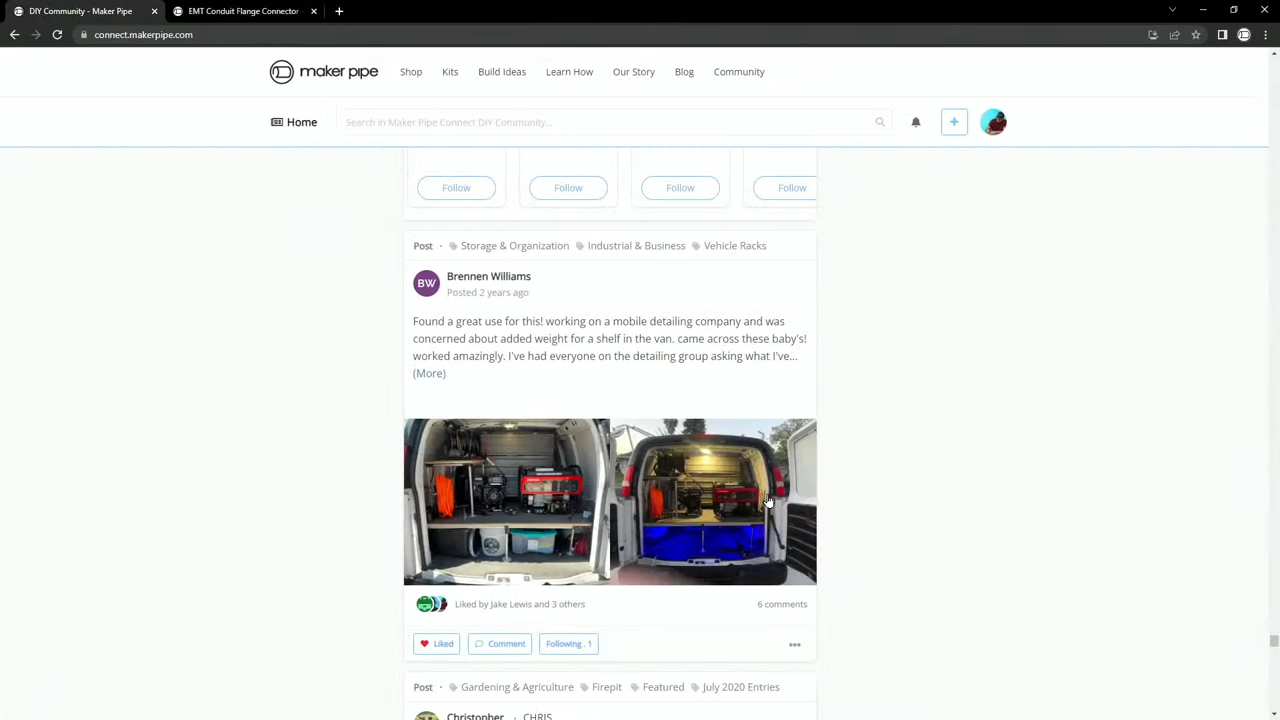 DIY Community - Maker Pipe
EMT Conduit Flange Connector -
connect.makerpipe.com
maker pipe
Shop Kits Build Ideas Learn How Our Story Blog Community
Home
Search in Maker Pipe Connect DIY Community...
Follow Follow Follow Follow
Post · Storage & Organization Industrial & Business Vehicle Racks
BW
Brennen Williams
Posted 2 years ago
Found a great use for this! working on a mobile detailing company and was
concerned about added weight for a shelf in the van. came across these baby's!
worked amazingly. I've had everyone on the detailing group asking what I've...
(More)
Liked by Jake Lewis and 3 others
6 comments
Liked Comment Following . 1
Post · Gardening & Agriculture Firepit Featured July 2020 Entries
Christopher · CHRIS